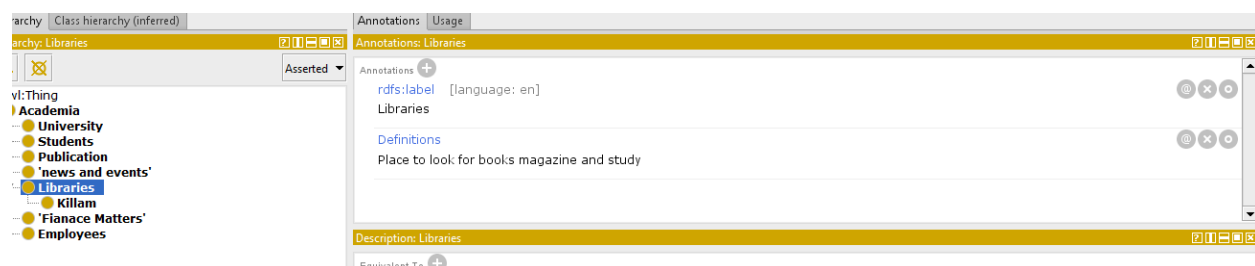 archy Class hierarchy (inferred)
Annotations Usage
archy: Libraries
Annotations: Libraries
Asserted
Annotations
rdfs:label [language: en]
Libraries
Definitions
Place to look for books magazine and study
wl:Thing
Academia
University
Students
Publication
'news and events'
Libraries
Killam
'Fianace Matters'
Employees
Description: Libraries
Equivalent To